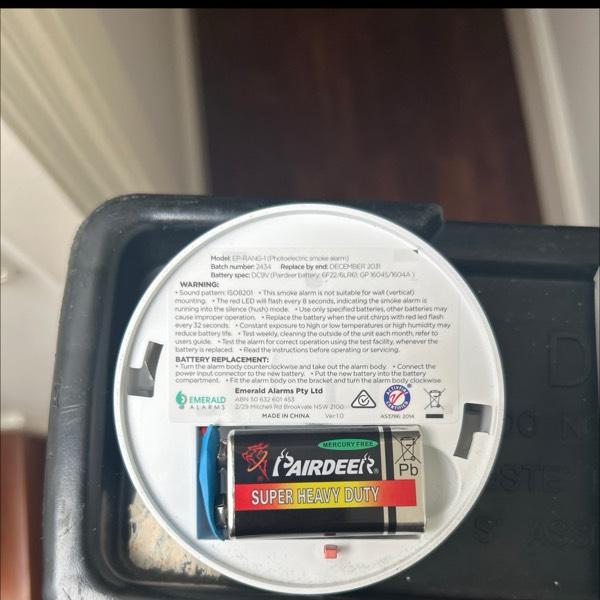 Model: EP-RANG-1 (Photoelectric smoke alarm)
Batch number: 2434 Replace by end: DECEMBER 2031
Battery spec: DC9V (Pairdeer battery: 6F22/6LR61; GP 1604S/1604A )
WARNING:
• Sound pattern: ISO8201 • This smoke alarm is not suitable for wall (vertical)
mounting. • The red LED will flash every 8 seconds, indicating the smoke alarm is
running into the silence (hush) mode. • Use only specified batteries, other batteries may
cause improper operation. • Replace the battery when the unit chirps with red led flash
every 32 seconds. • Constant exposure to high or low temperatures or high humidity may
reduce battery life. • Test weekly, cleaning the outside of the unit each month, refer to
users guide. • Test the alarm for correct operation using the test facility, whenever the
battery is replaced. • Read the instructions before operating or servicing.
BATTERY REPLACEMENT:
• Turn the alarm body counterclockwise and take out the alarm body. • Connect the
power input connector to the new battery. • Put the new battery into the battery
compartment. • Fit the alarm body on the bracket and turn the alarm body clockwise.
EMERALD
ALARMS
Emerald Alarms Pty Ltd
ABN 50 632 601 453
2/29 Mitchell Rd Brookvale NSW 2100
MADE IN CHINA Ver:1.0
AS3786: 2014
MERCURY FREE
PAIRDEER
Pb
SUPER HEAVY DUTY